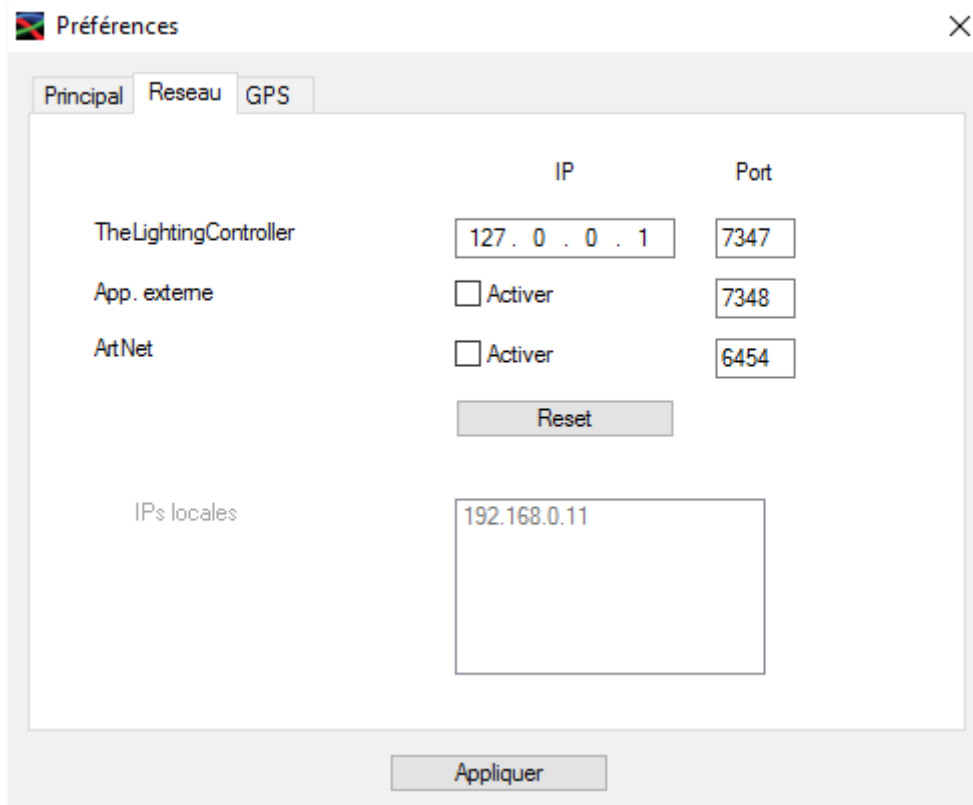 Préférences
Principal Reseau GPS
IP Port
TheLightingController 127 . 0 . 0 . 1 7347
App. externe Activer 7348
ArtNet Activer 6454
Reset
IPs locales 192.168.0.11
Appliquer